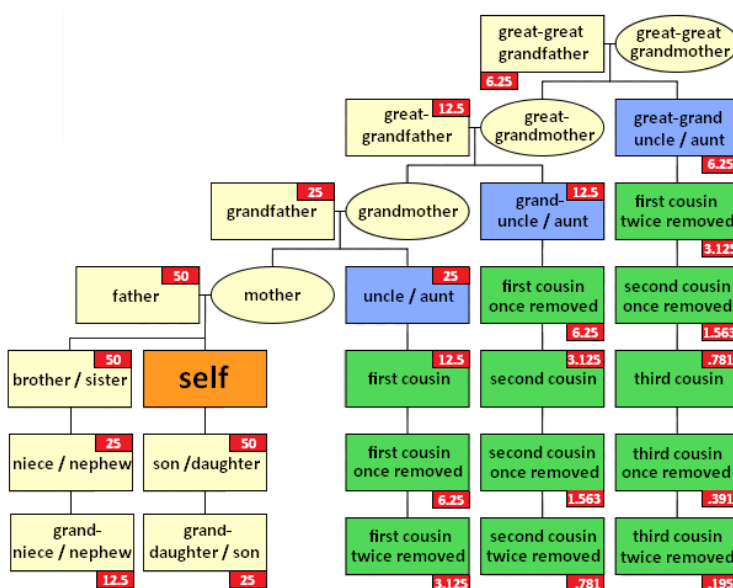 great-great
grandfather
great-great
grandmother
6.25
great-
grandfather
12.5
great-
grandmother
great-grand
uncle / aunt
6.25
grandfather
25
grandmother
grand-
uncle / aunt
12.5
first cousin
twice removed
3.125
father
50
mother
uncle / aunt
25
first cousin
once removed
6.25
second cousin
once removed
1.563
brother / sister
50
self
first cousin
12.5
second cousin
3.125
third cousin
.781
niece / nephew
25
son /daughter
50
first cousin
once removed
6.25
second cousin
once removed
1.563
third cousin
once removed
.391
grand-
niece / nephew
12.5
grand-
daughter / son
25
first cousin
twice removed
3.125
second cousin
twice removed
.781
third cousin
twice removed
.195